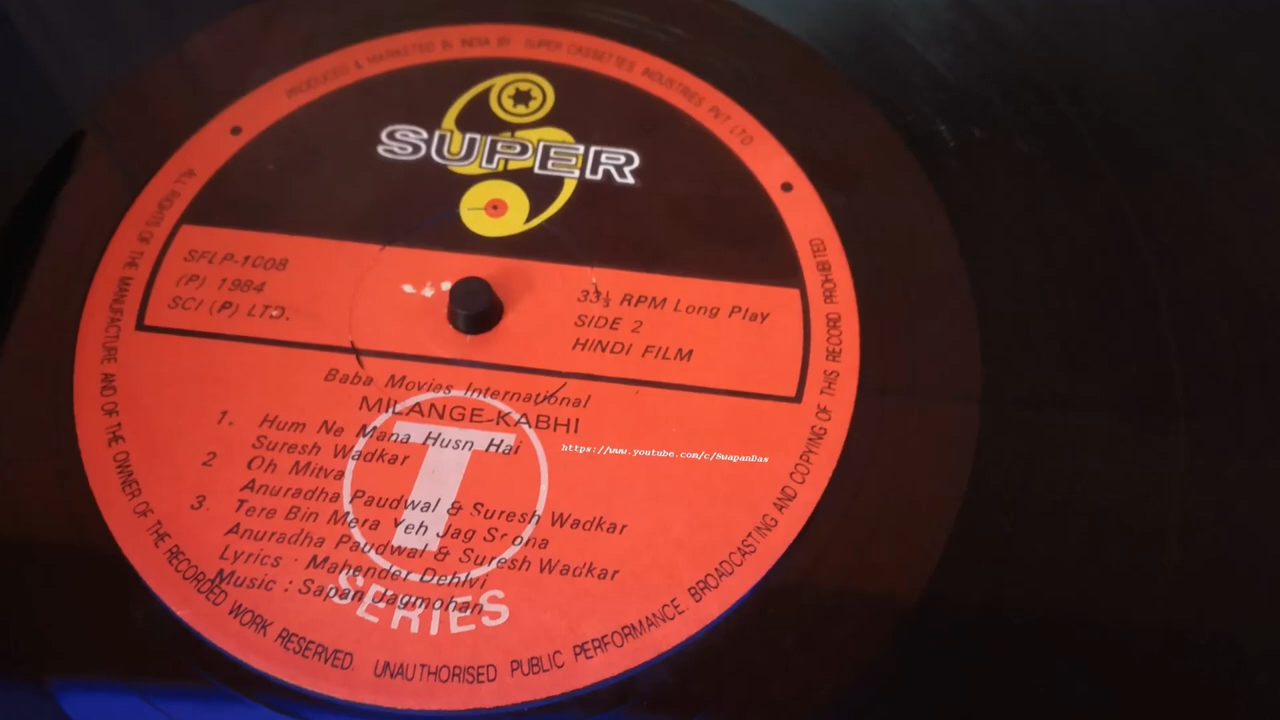 PRODUCED & MARKETED IN INDIA BY SUPER CASSETTES INDUSTRIES PVT LTD
SUPER
SFLP-1008
(P) 1984
SCI (P) LTD.
33⅓ RPM Long Play
SIDE 2
HINDI FILM
Baba Movies International
MILANGE KABHI
1. Hum Ne Mana Husn Hai
Suresh Wadkar
2 Oh Mitva
Anuradha Paudwal & Suresh Wadkar
3. Tere Bin Mera Yeh Jag Soona
Anuradha Paudwal & Suresh Wadkar
Lyrics : Mahender Dehlvi
Music : Sapan Jagmohan
T
SERIES
https://www.youtube.com/c/SwapanDas
ALL RIGHTS OF THE MANUFACTURE AND OF THE OWNER OF THE RECORDED WORK RESERVED. UNAUTHORISED PUBLIC PERFORMANCE. BROADCASTING AND COPYING OF THIS RECORD PROHIBITED